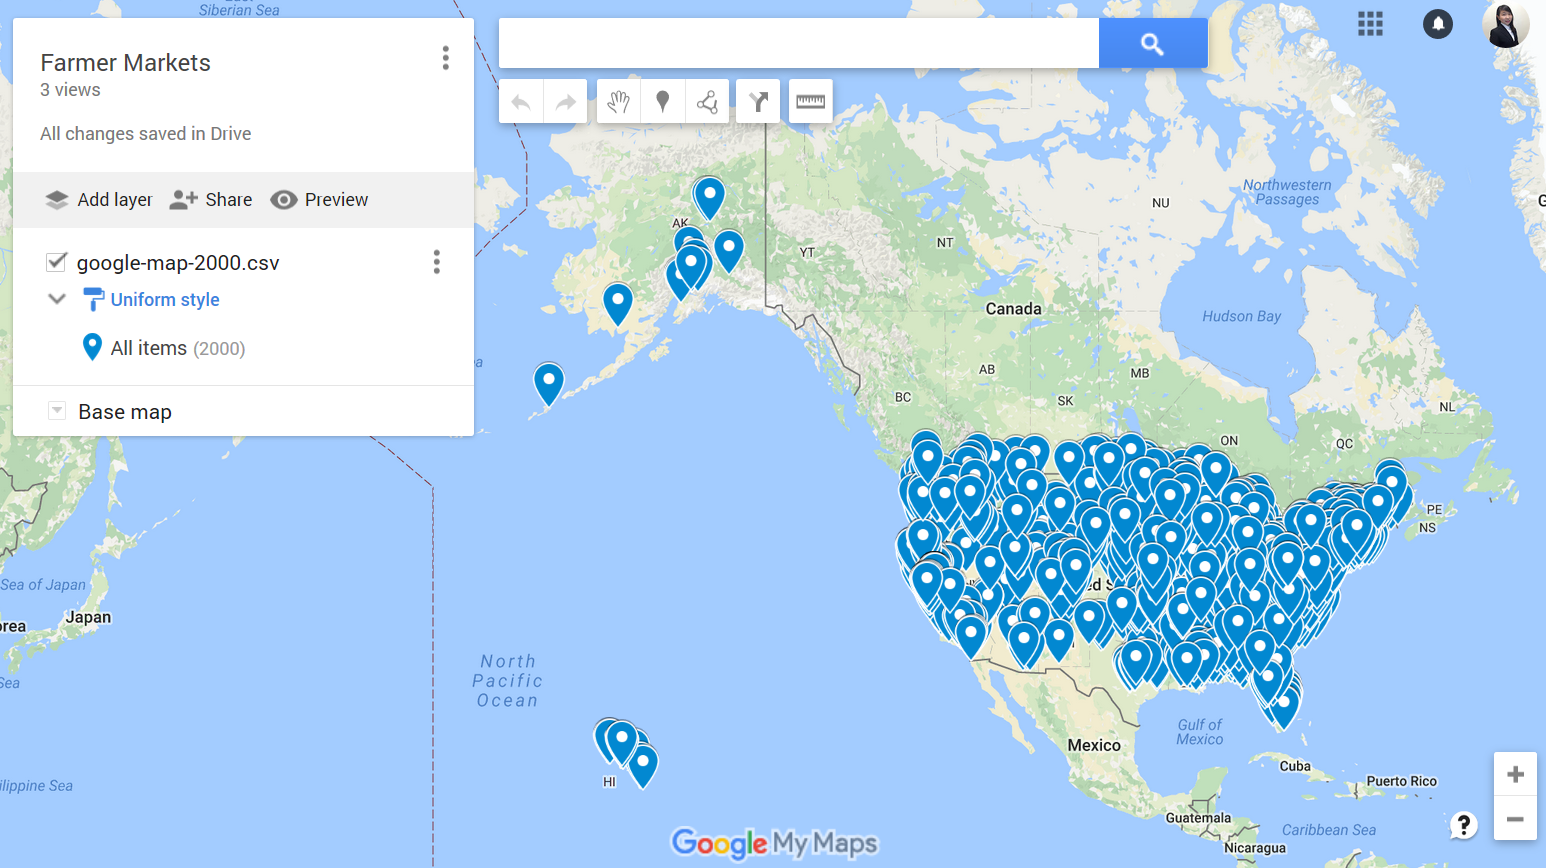 Siberian Sea
Farmer Markets
3 views
All changes saved in Drive
Add layer
Share
Preview
google-map-2000.csv
Uniform style
All items (2000)
Base map
AK
YT
NT
NU
Northwestern
Passages
Canada
Hudson Bay
AB
MB
BC
SK
NL
ON
QC
PE
NS
Sea of Japan
Japan
North
Pacific
Ocean
Gulf of
Mexico
Mexico
HI
Cuba
Puerto Rico
Guatemala
Caribbean Sea
Nicaragua
Google My Maps
+
−
?